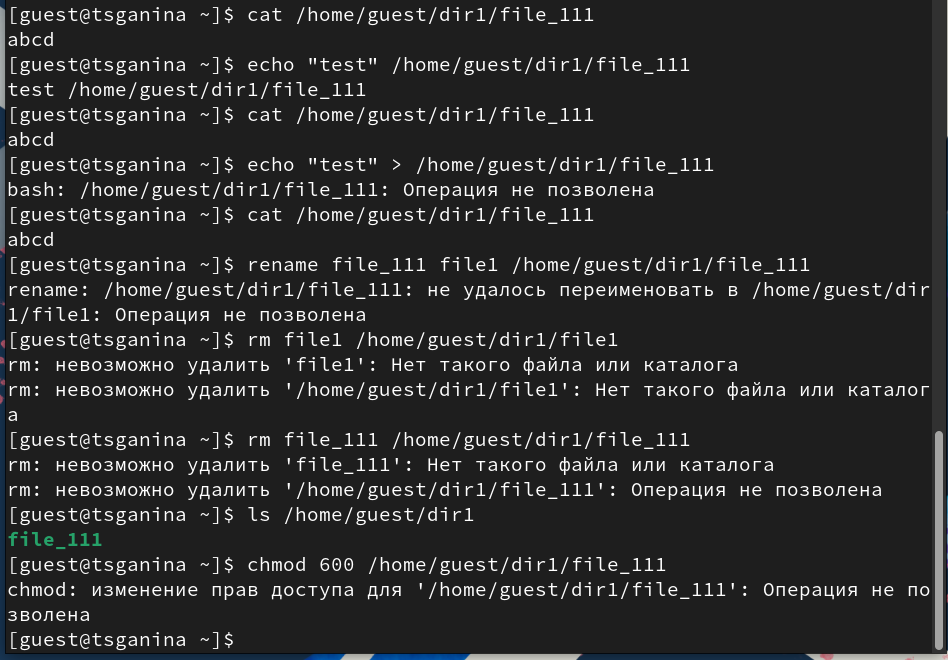 [guest@tsganina ~]$ cat /home/guest/dir1/file_111
abcd
[guest@tsganina ~]$ echo "test" /home/guest/dir1/file_111
test /home/guest/dir1/file_111
[guest@tsganina ~]$ cat /home/guest/dir1/file_111
abcd
[guest@tsganina ~]$ echo "test" > /home/guest/dir1/file_111
bash: /home/guest/dir1/file_111: Операция не позволена
[guest@tsganina ~]$ cat /home/guest/dir1/file_111
abcd
[guest@tsganina ~]$ rename file_111 file1 /home/guest/dir1/file_111
rename: /home/guest/dir1/file_111: не удалось переименовать в /home/guest/dir
1/file1: Операция не позволена
[guest@tsganina ~]$ rm file1 /home/guest/dir1/file1
rm: невозможно удалить 'file1': Нет такого файла или каталога
rm: невозможно удалить '/home/guest/dir1/file1': Нет такого файла или каталог
а
[guest@tsganina ~]$ rm file_111 /home/guest/dir1/file_111
rm: невозможно удалить 'file_111': Нет такого файла или каталога
rm: невозможно удалить '/home/guest/dir1/file_111': Операция не позволена
[guest@tsganina ~]$ ls /home/guest/dir1
file_111
[guest@tsganina ~]$ chmod 600 /home/guest/dir1/file_111
chmod: изменение прав доступа для '/home/guest/dir1/file_111': Операция не по
зволена
[guest@tsganina ~]$